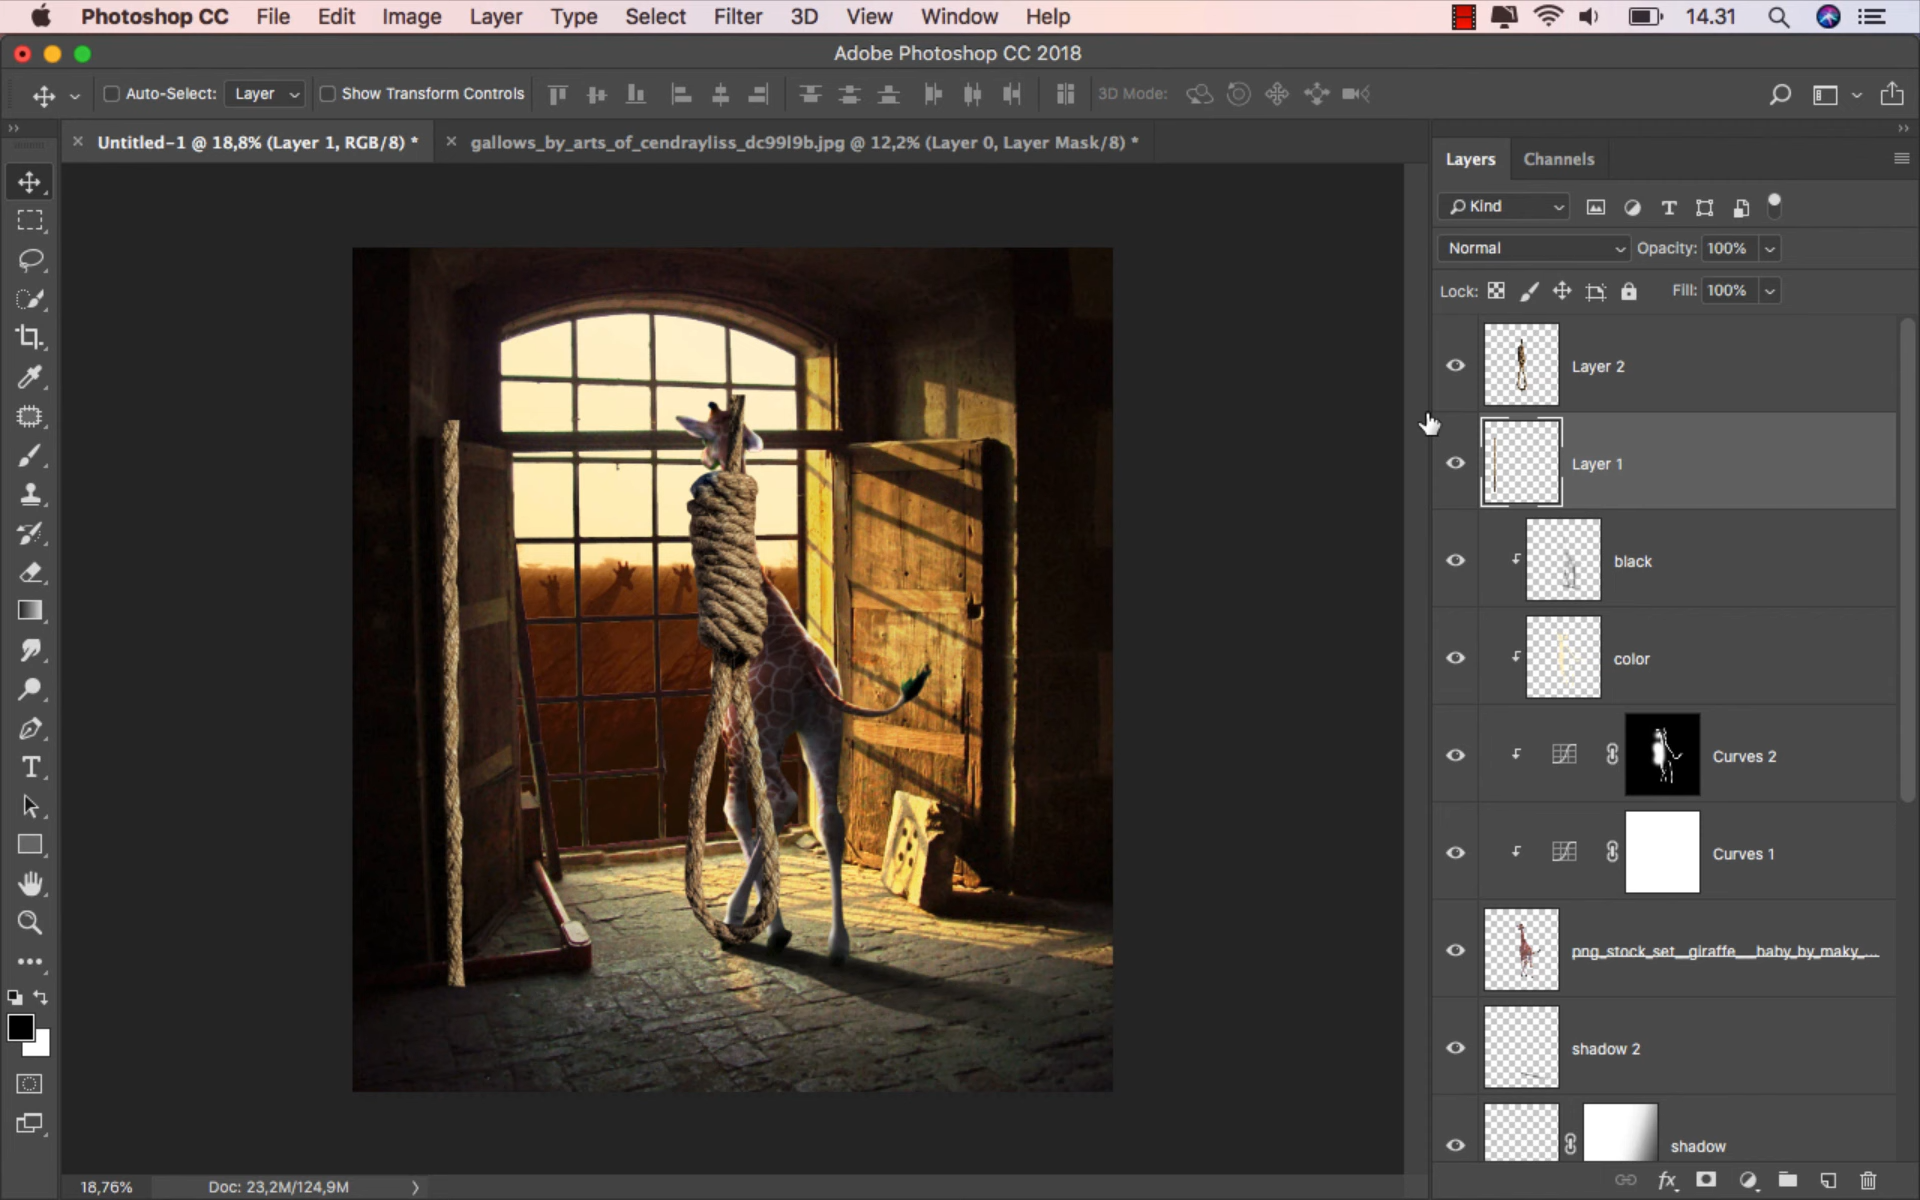 Photoshop CC File Edit Image Layer Type Select Filter 3D View Window Help 14.31
Adobe Photoshop CC 2018
Auto-Select: Layer Show Transform Controls 3D Mode:
Untitled-1 @ 18,8% (Layer 1, RGB/8) * gallows_by_arts_of_cendrayliss_dc99l9b.jpg @ 12,2% (Layer 0, Layer Mask/8) *
Layers Channels
Kind
Normal Opacity: 100%
Lock: Fill: 100%
Layer 2
Layer 1
black
color
Curves 2
Curves 1
png_stock_set__giraffe___baby_by_maky_...
shadow 2
shadow
18,76% Doc: 23,2M/124,9M